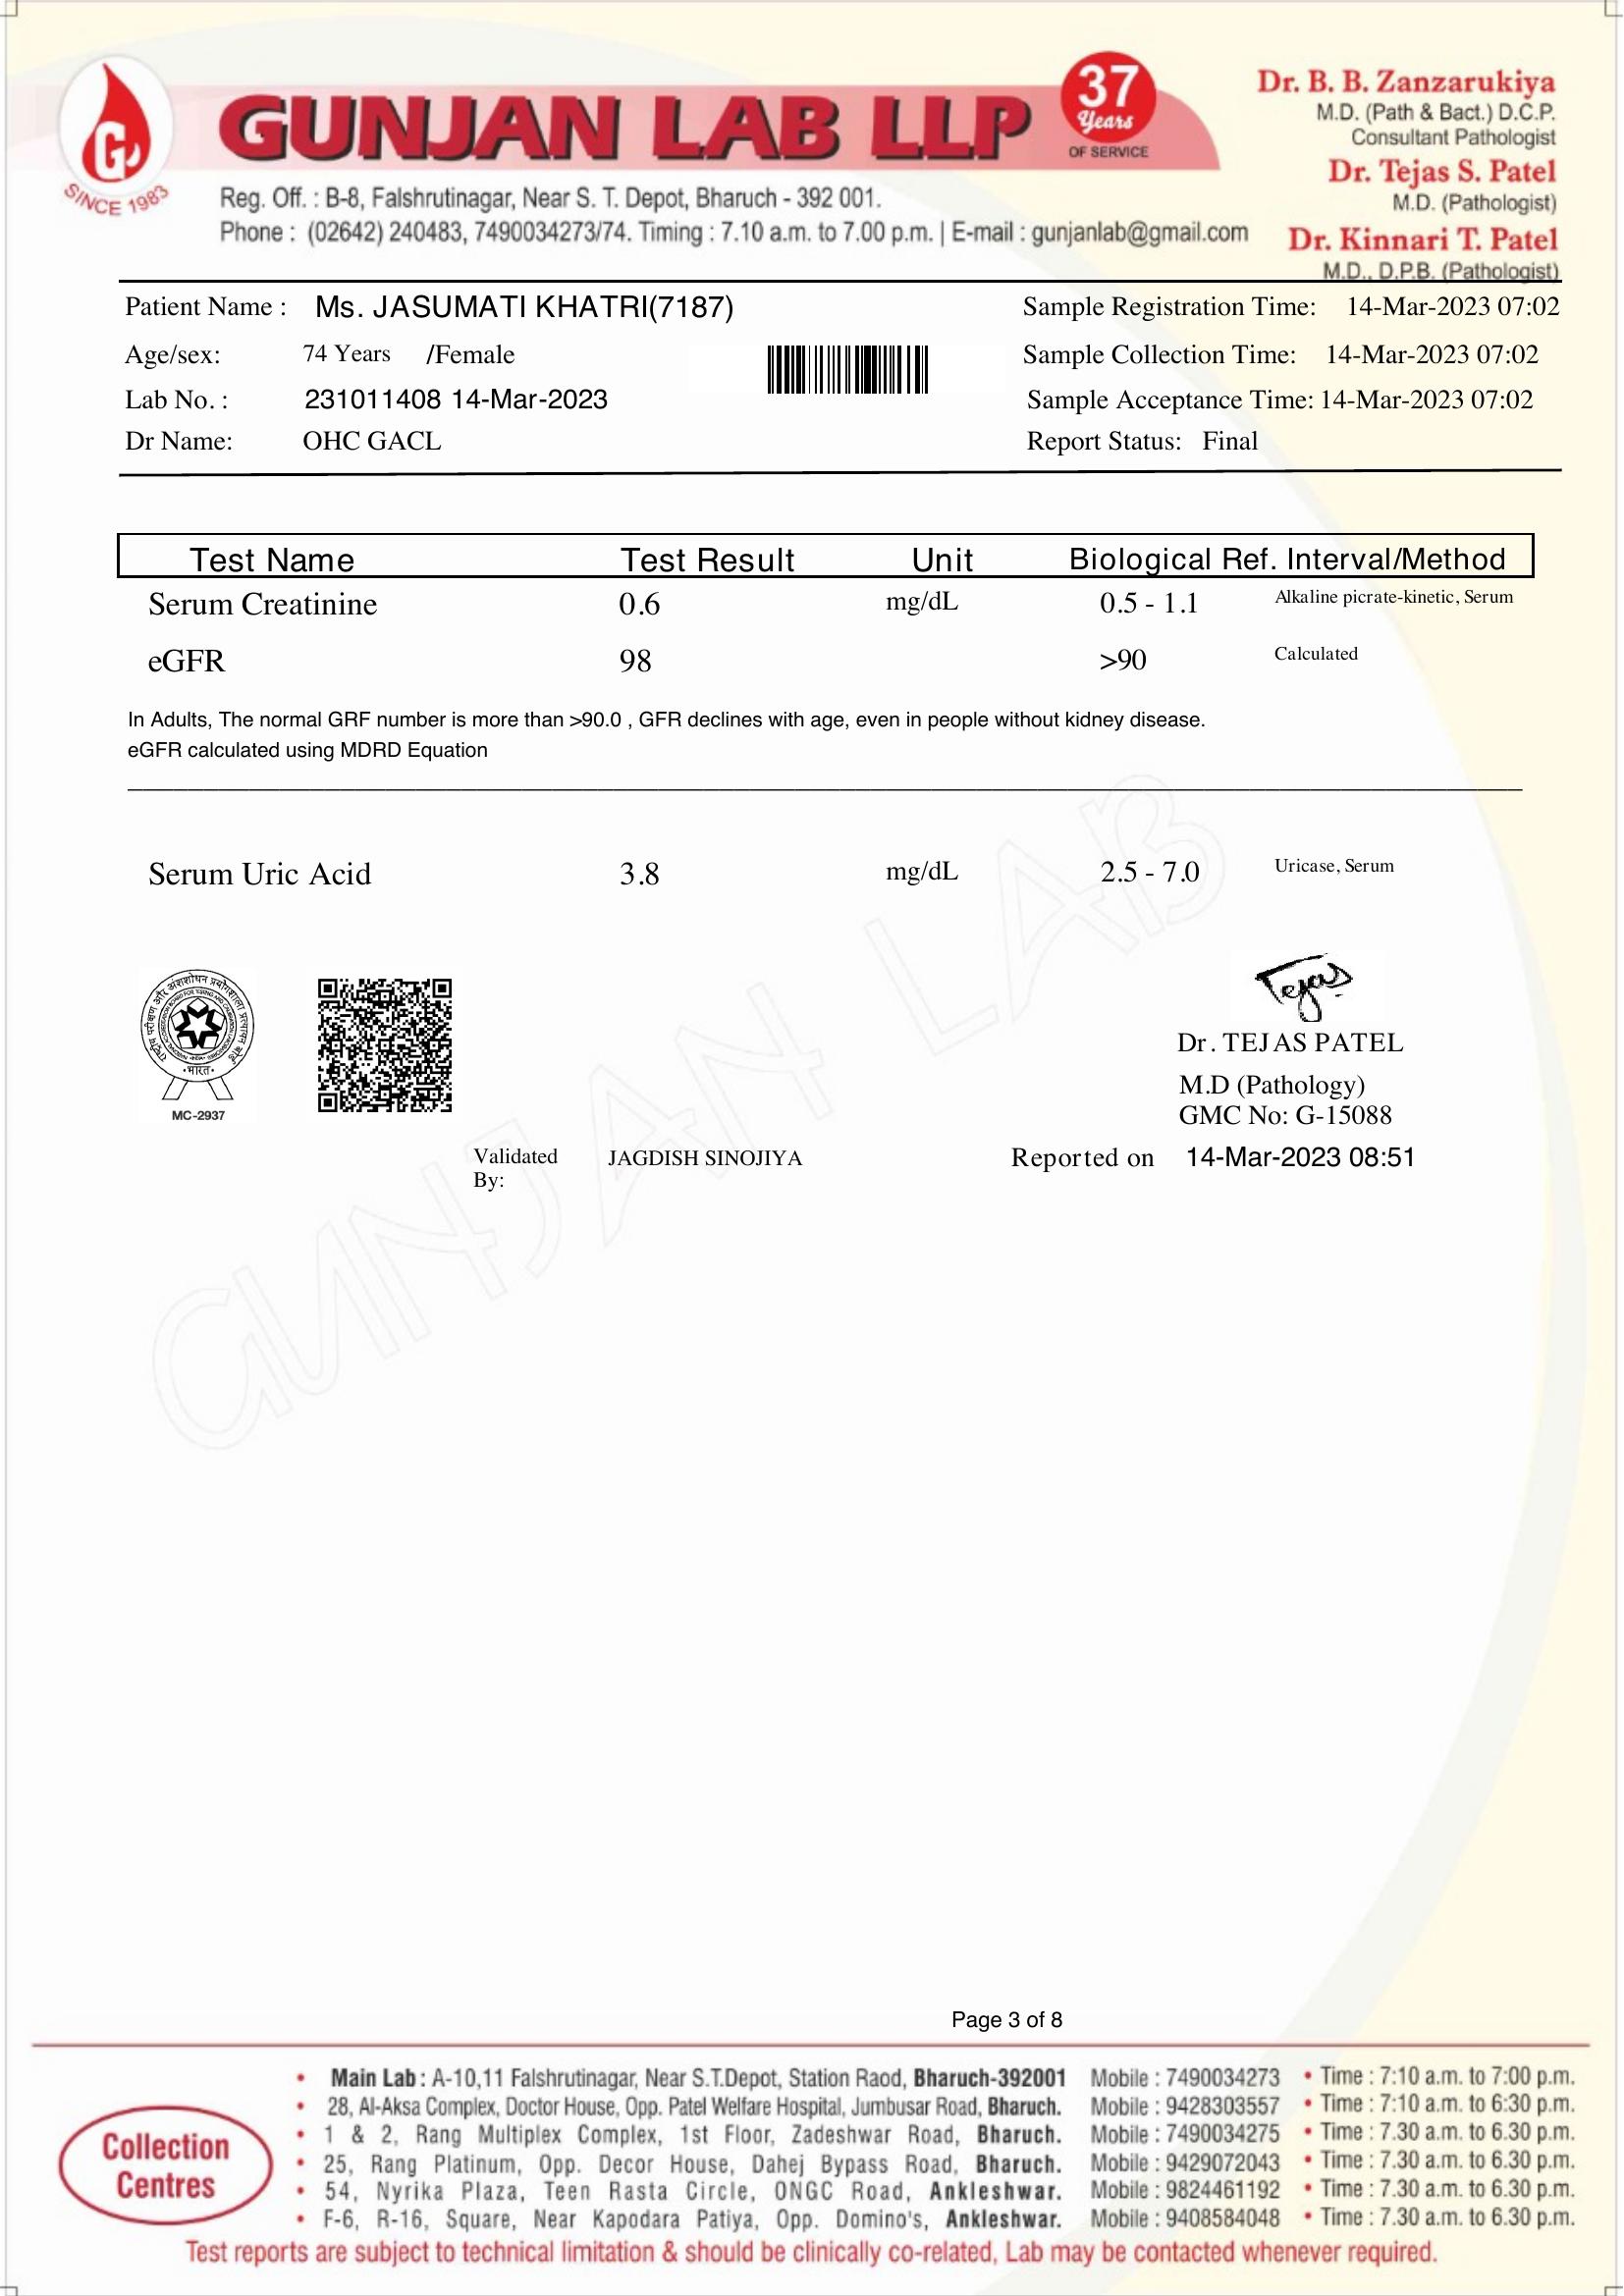 GUNJAN LAB LLP
37
Years
OF SERVICE
G
SINCE 1983
Reg. Off. : B-8, Falshrutinagar, Near S. T. Depot, Bharuch - 392 001.
Phone : (02642) 240483, 7490034273/74. Timing : 7.10 a.m. to 7.00 p.m. | E-mail : gunjanlab@gmail.com
Dr. B. B. Zanzarukiya
M.D. (Path & Bact.) D.C.P.
Consultant Pathologist
Dr. Tejas S. Patel
M.D. (Pathologist)
Dr. Kinnari T. Patel
M.D., D.P.B. (Pathologist)
Patient Name : Ms. JASUMATI KHATRI(7187) Sample Registration Time: 14-Mar-2023 07:02
Age/sex: 74 Years /Female Sample Collection Time: 14-Mar-2023 07:02
Lab No. : 231011408 14-Mar-2023 Sample Acceptance Time: 14-Mar-2023 07:02
Dr Name: OHC GACL Report Status: Final
Test Name Test Result Unit Biological Ref. Interval/Method
Serum Creatinine 0.6 mg/dL 0.5 - 1.1 Alkaline picrate-kinetic, Serum
eGFR 98 >90 Calculated
In Adults, The normal GRF number is more than >90.0 , GFR declines with age, even in people without kidney disease.
eGFR calculated using MDRD Equation
Serum Uric Acid 3.8 mg/dL 2.5 - 7.0 Uricase, Serum
GUNJAN LAB
भारत
MC-2937
Tejas
Dr. TEJAS PATEL
M.D (Pathology)
GMC No: G-15088
Validated By: JAGDISH SINOJIYA Reported on 14-Mar-2023 08:51
Page 3 of 8
Collection
Centres
• Main Lab : A-10,11 Falshrutinagar, Near S.T.Depot, Station Raod, Bharuch-392001 Mobile : 7490034273 • Time : 7:10 a.m. to 7:00 p.m.
• 28, Al-Aksa Complex, Doctor House, Opp. Patel Welfare Hospital, Jumbusar Road, Bharuch. Mobile : 9428303557 • Time : 7:10 a.m. to 6:30 p.m.
• 1 & 2, Rang Multiplex Complex, 1st Floor, Zadeshwar Road, Bharuch. Mobile : 7490034275 • Time : 7.30 a.m. to 6.30 p.m.
• 25, Rang Platinum, Opp. Decor House, Dahej Bypass Road, Bharuch. Mobile : 9429072043 • Time : 7.30 a.m. to 6.30 p.m.
• 54, Nyrika Plaza, Teen Rasta Circle, ONGC Road, Ankleshwar. Mobile : 9824461192 • Time : 7.30 a.m. to 6.30 p.m.
• F-6, R-16, Square, Near Kapodara Patiya, Opp. Domino's, Ankleshwar. Mobile : 9408584048 • Time : 7.30 a.m. to 6.30 p.m.
Test reports are subject to technical limitation & should be clinically co-related, Lab may be contacted whenever required.